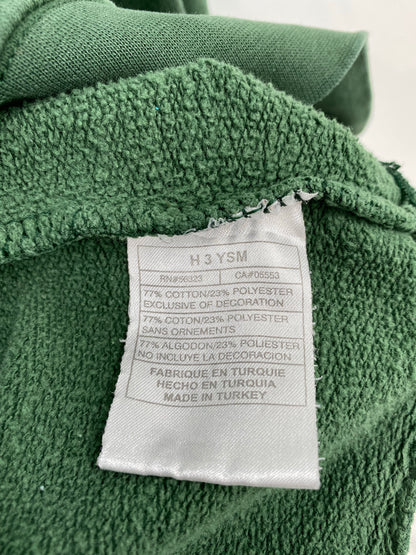 H 3 YSM
RN#56323 CA#05553
77% COTTON/23% POLYESTER
EXCLUSIVE OF DECORATION
77% COTON/23% POLYESTER
SANS ORNEMENTS
77% ALGODON/23% POLIESTER
NO INCLUYE LA DECORACION
FABRIQUE EN TURQUIE
HECHO EN TURQUIA
MADE IN TURKEY